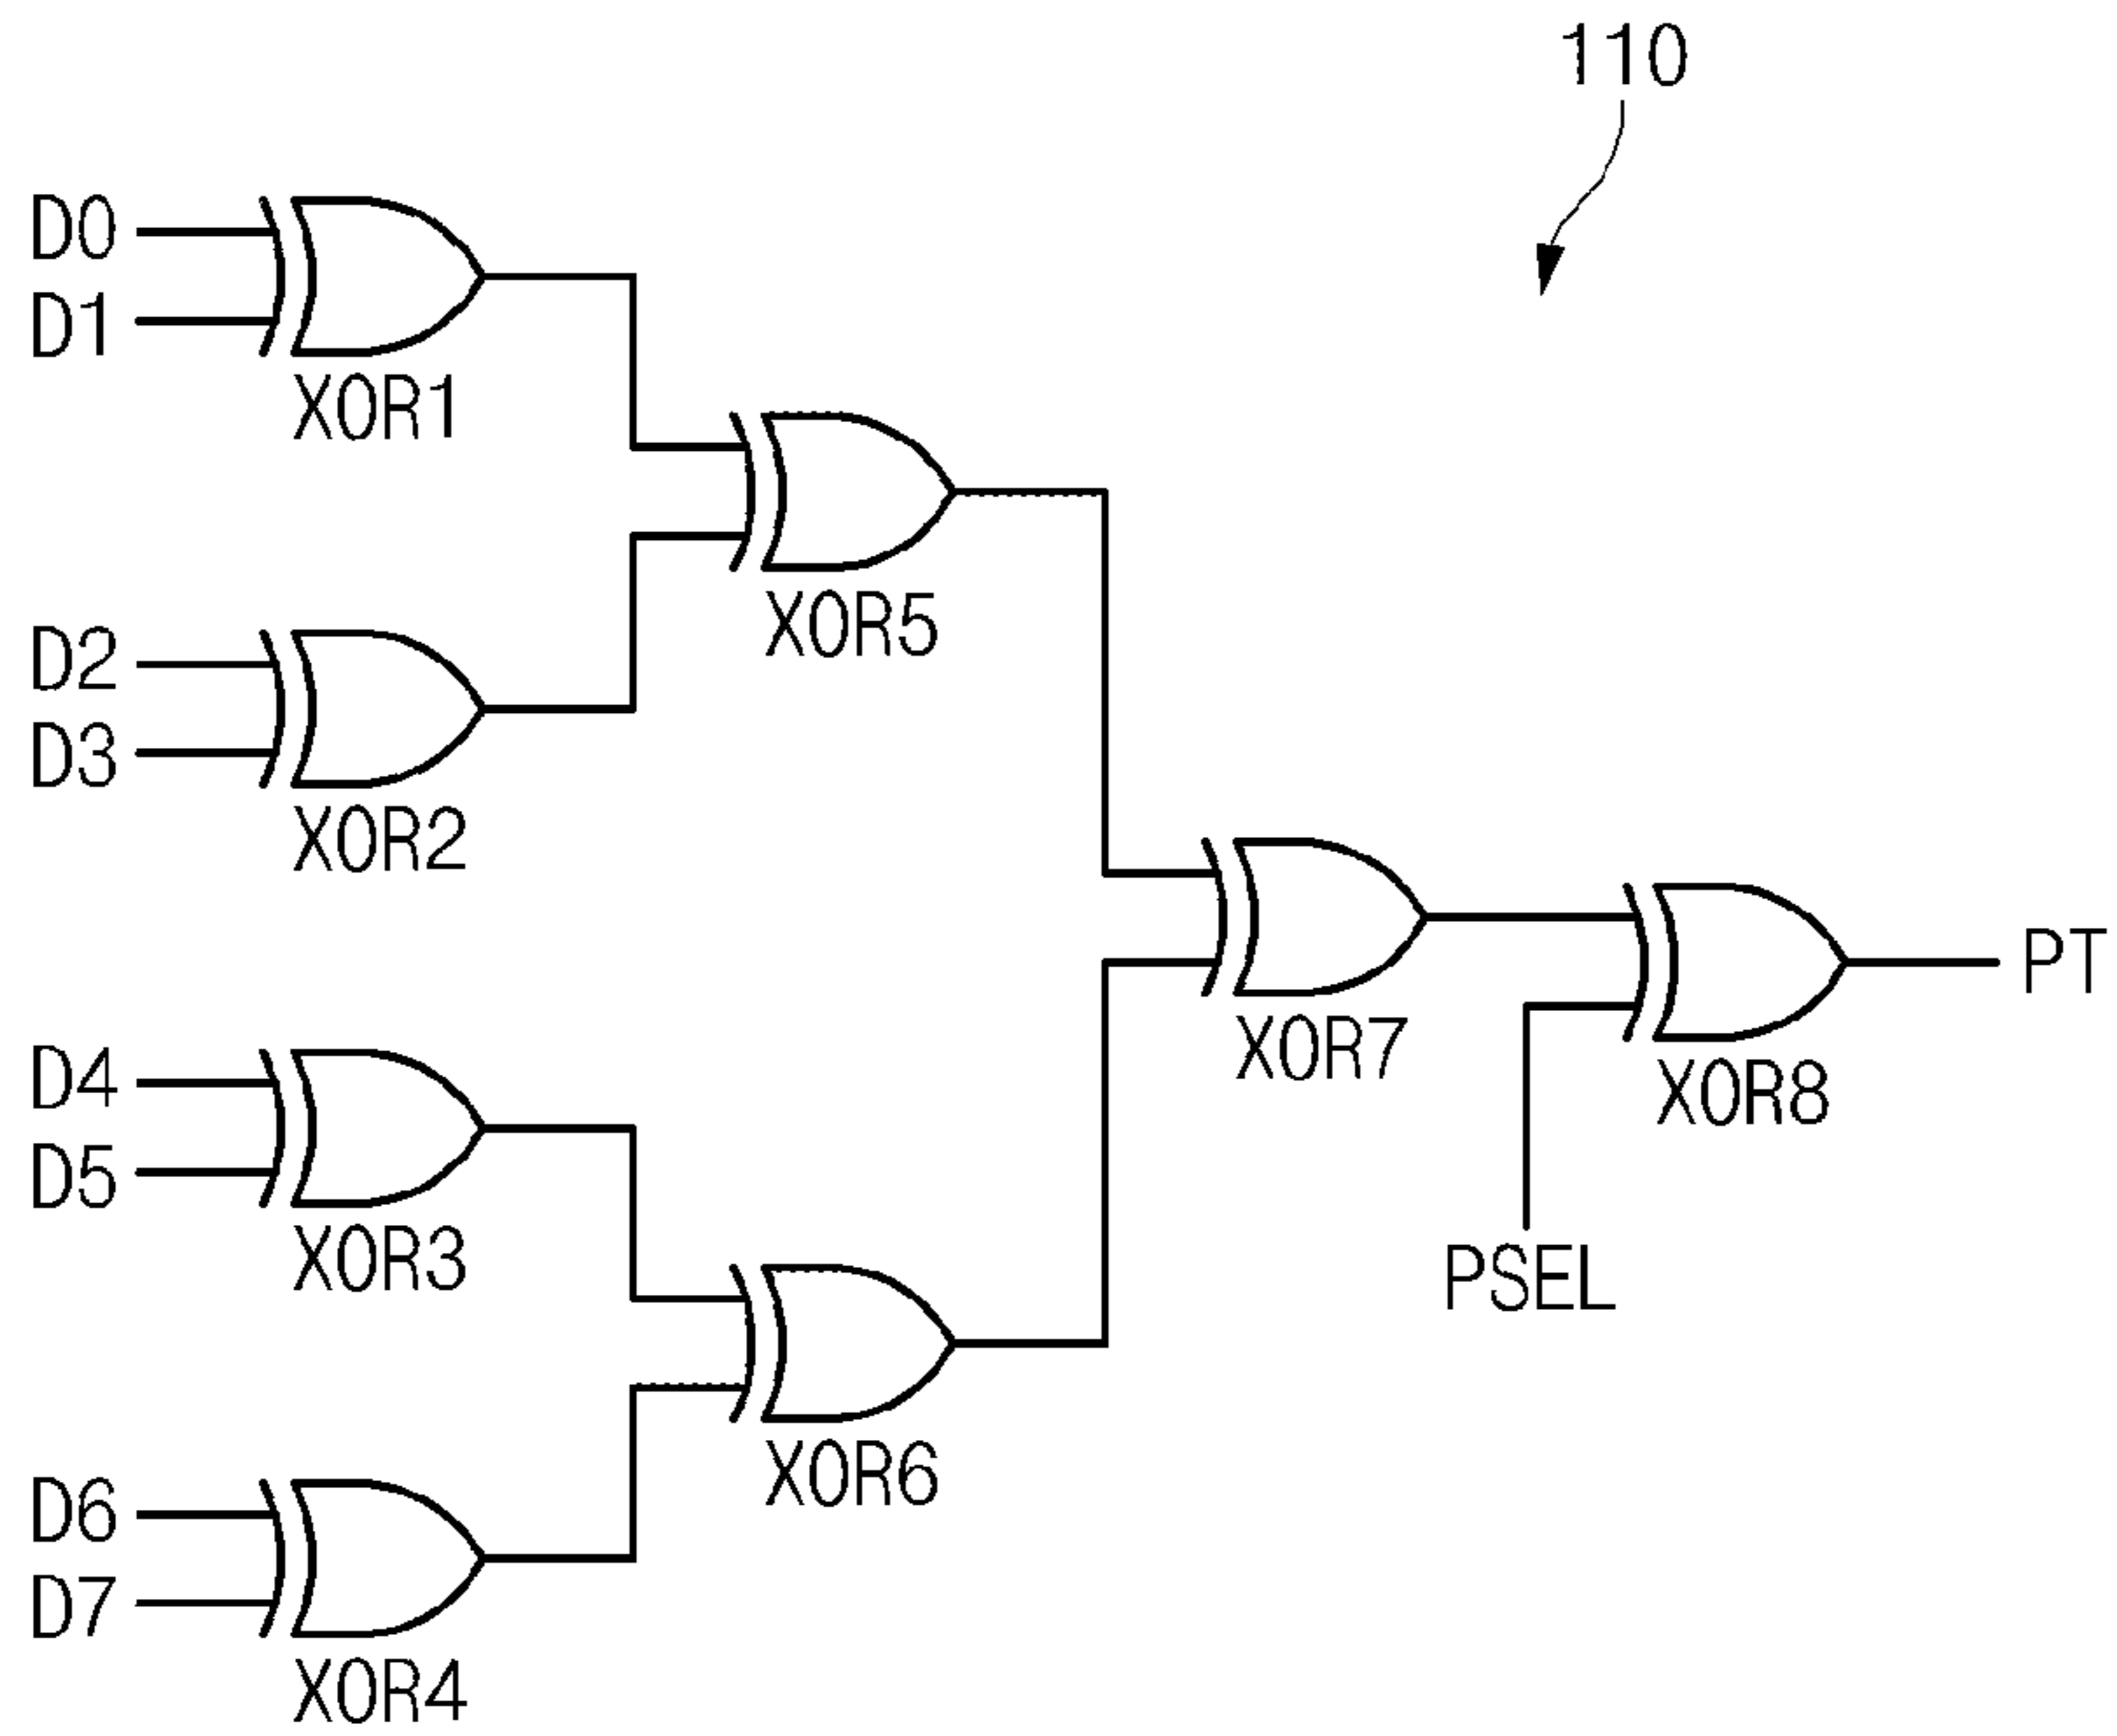 110
D0
D1
XOR1
XOR5
D2
D3
XOR2
XOR7
PT
XOR8
D4
D5
XOR3
PSEL
XOR6
D6
D7
XOR4